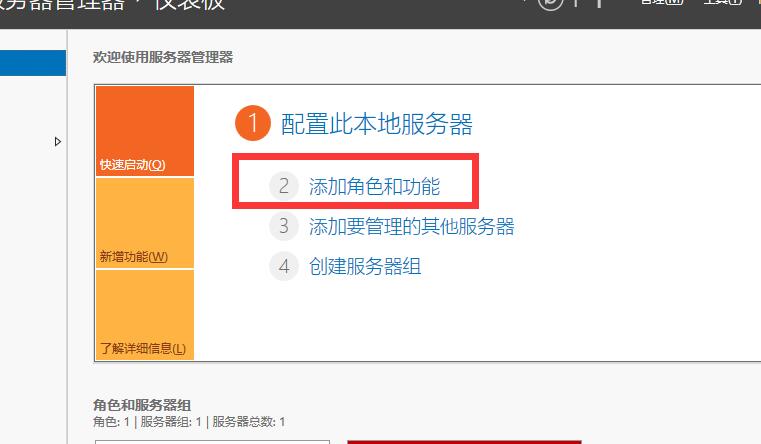 服务器管理器 · 仪表板
管理(M) 工具(T)
欢迎使用服务器管理器
1 配置此本地服务器
快速启动(Q)
2 添加角色和功能
3 添加要管理的其他服务器
新增功能(W)
4 创建服务器组
了解详细信息(L)
角色和服务器组
角色: 1 | 服务器组: 1 | 服务器总数: 1